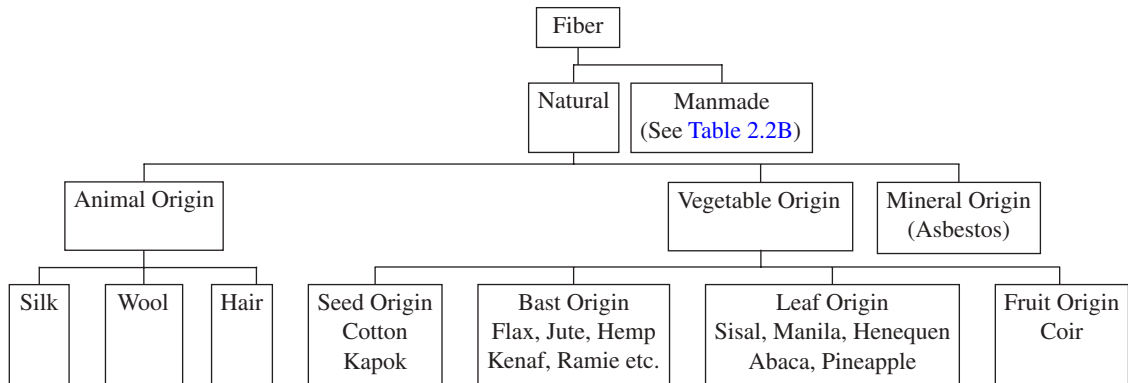 Fiber
Natural
Manmade
(See Table 2.2B)
Animal Origin
Vegetable Origin
Mineral Origin
(Asbestos)
Silk
Wool
Hair
Seed Origin
Cotton
Kapok
Bast Origin
Flax, Jute, Hemp
Kenaf, Ramie etc.
Leaf Origin
Sisal, Manila, Henequen
Abaca, Pineapple
Fruit Origin
Coir